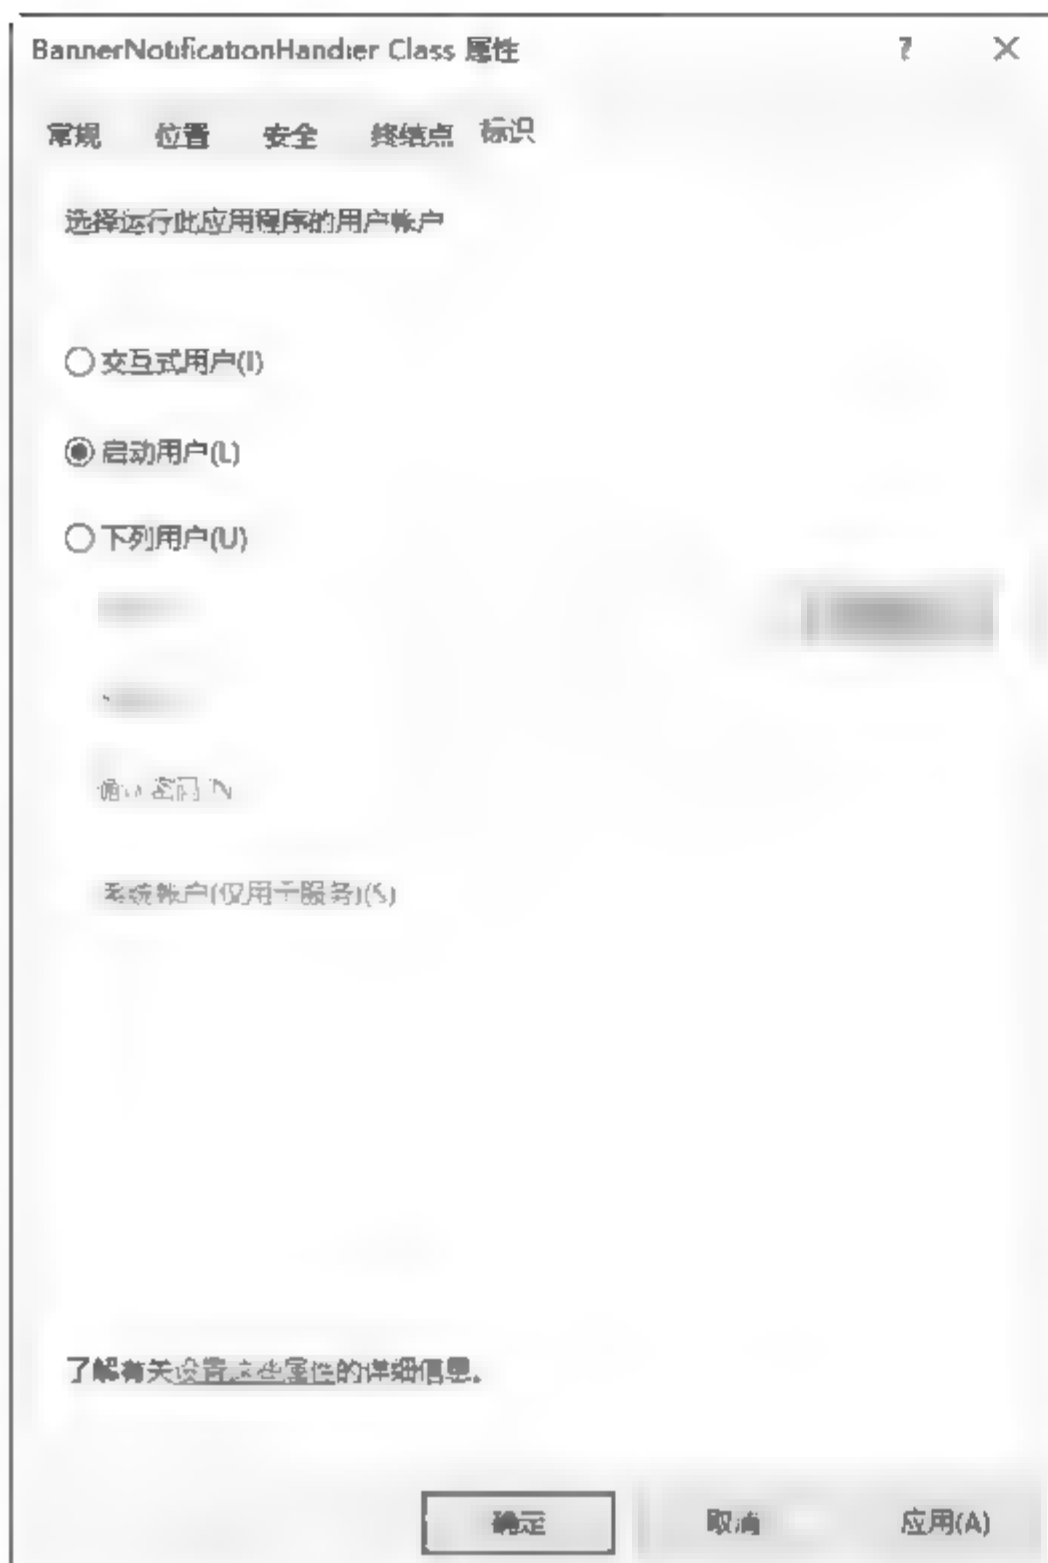 BannerNotificationHandler Class 属性
常规 位置 安全 终结点 标识
选择运行此应用程序的用户帐户
交互式用户(I)
启动用户(L)
下列用户(U)
系统帐户(仅用于服务)(S)
了解有关设置这些属性的详细信息。
确定 取消 应用(A)